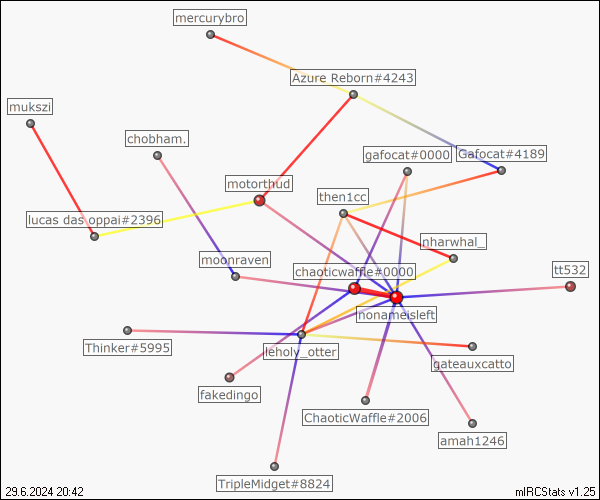 mercurybro
Azure Reborn#4243
mukszi
chobham.
gafocat#0000
Gafocat#4189
motorthud
then1cc
lucas das oppai#2396
nharwhal_
moonraven
chaoticwaffle#0000
tt532
nonameisleft
Thinker#5995
leholy_otter
gateauxcatto
fakedingo
ChaoticWaffle#2006
amah1246
TripleMidget#8824
29.6.2024 20:42
mIRCStats v1.25